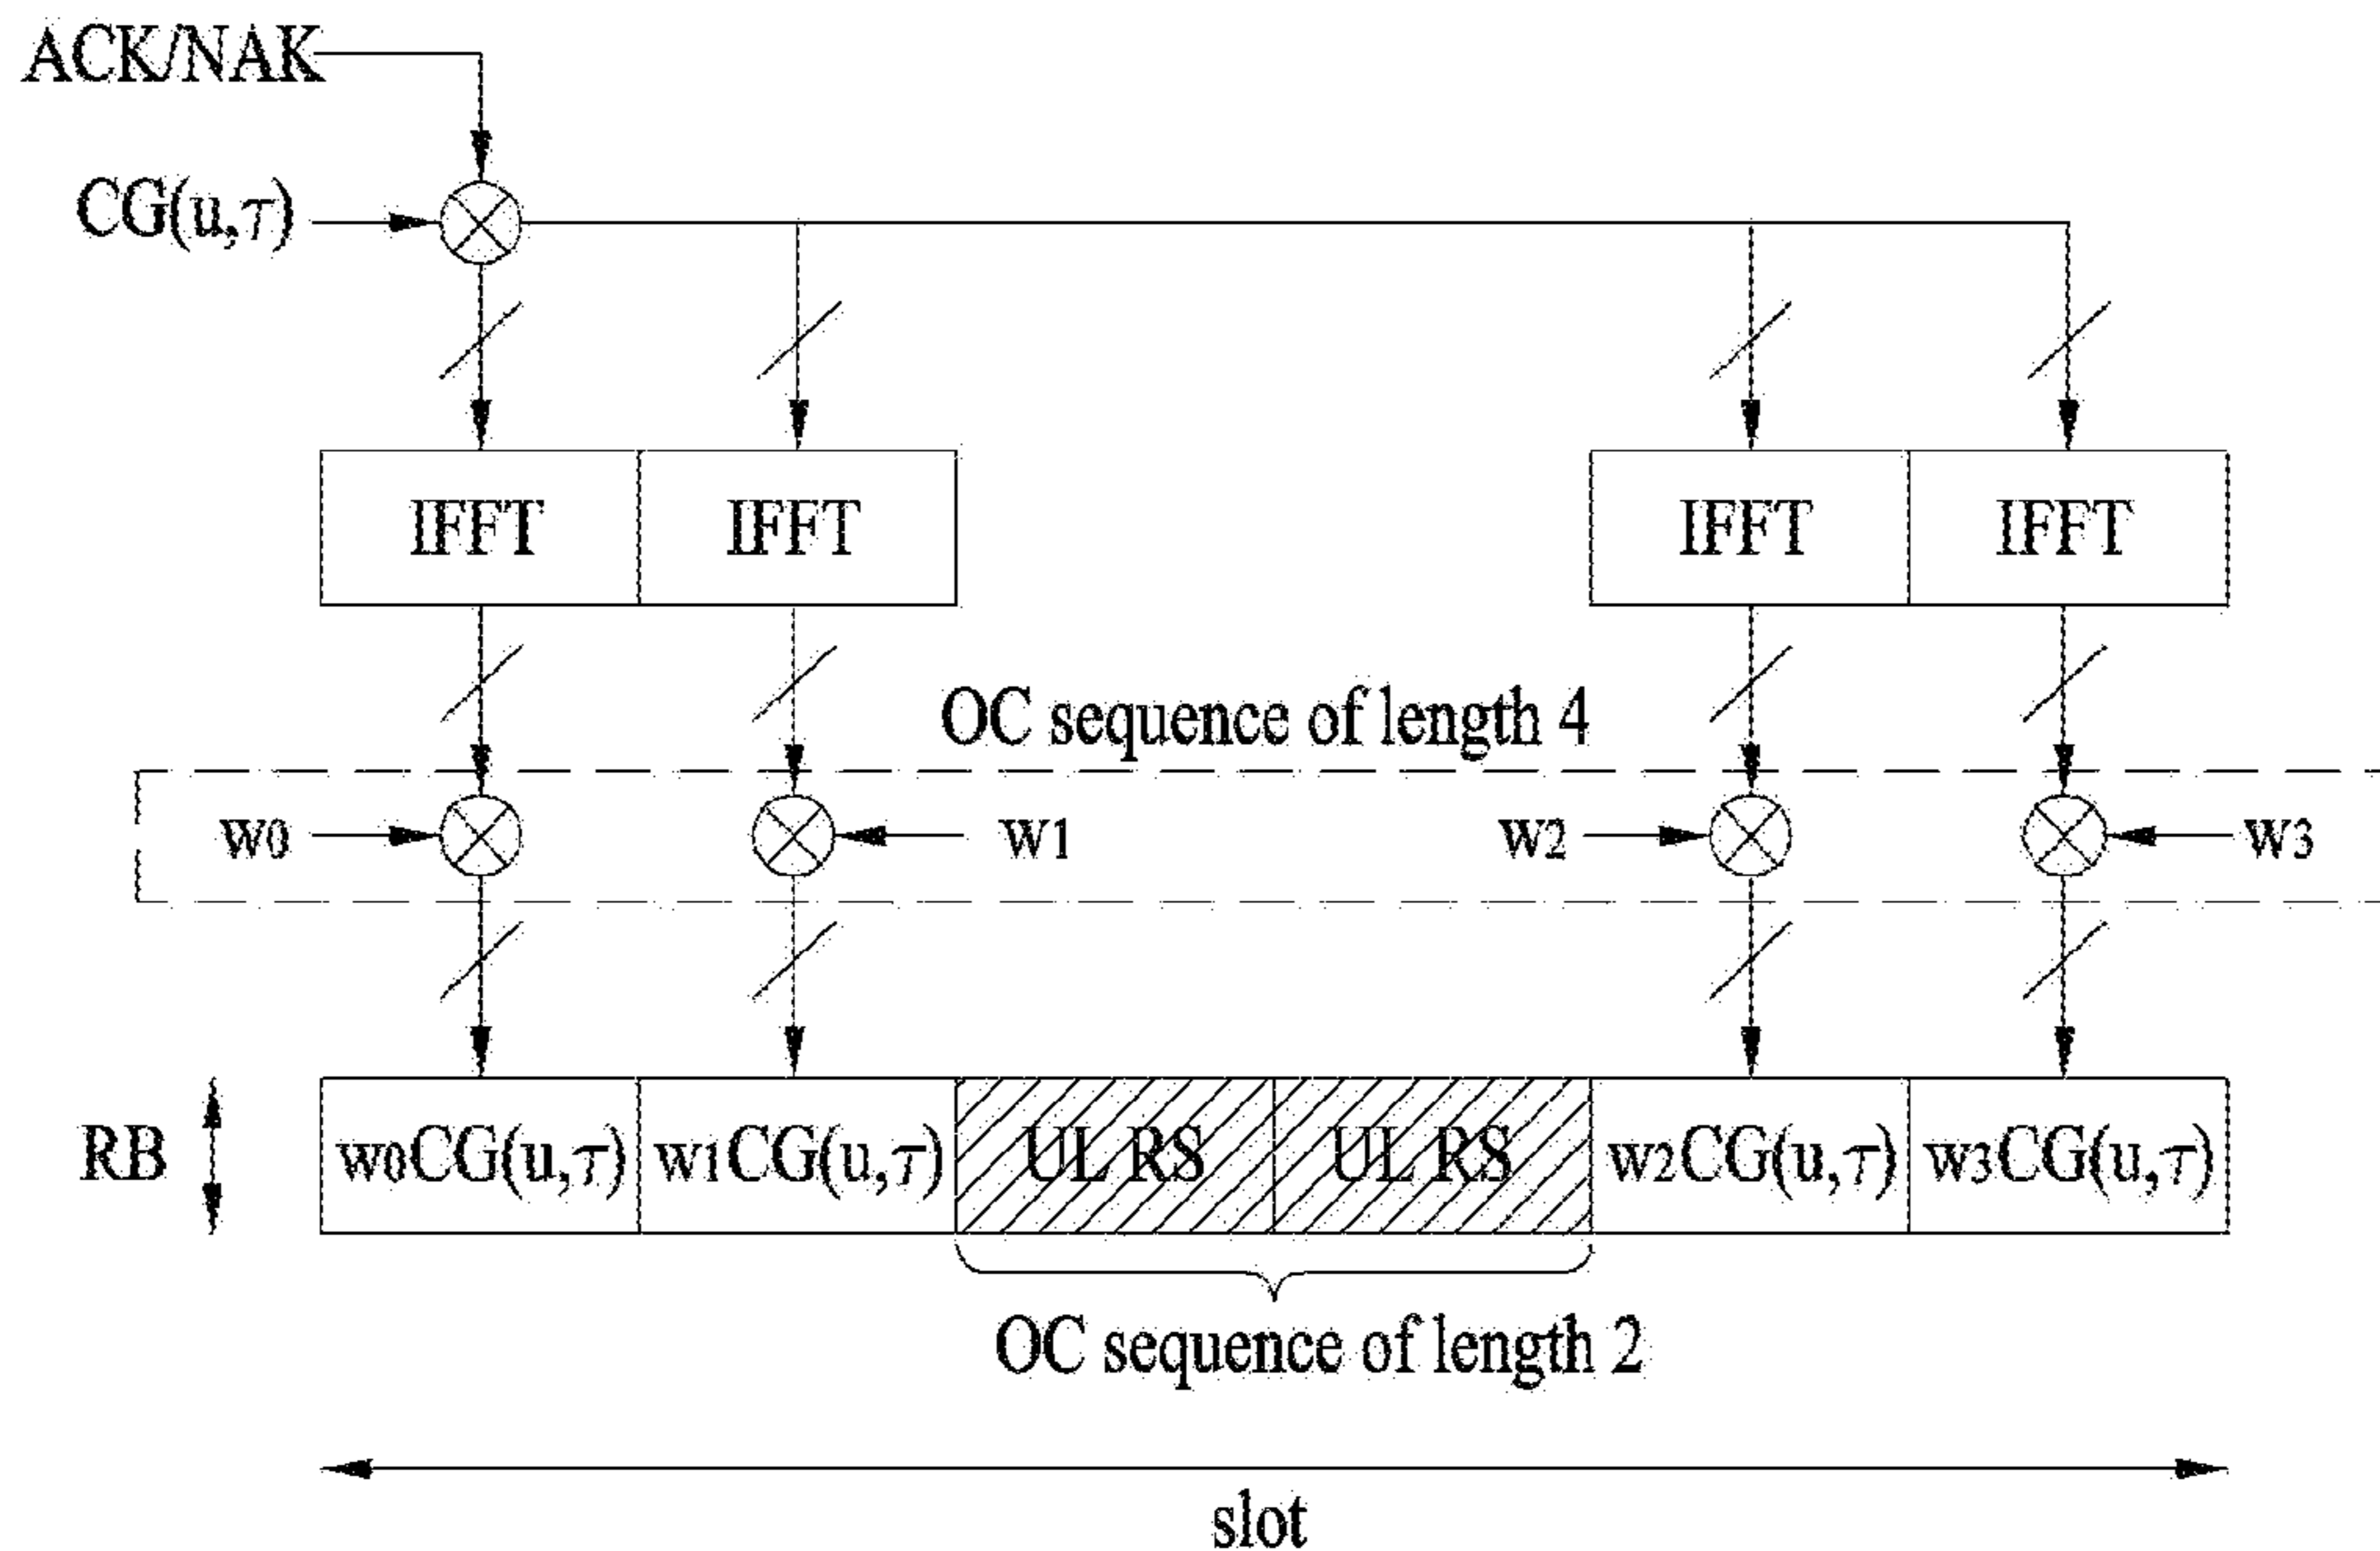 ACK/NAK
CG(u,τ)
IFFT IFFT IFFT IFFT
OC sequence of length 4
w0 w1 w2 w3
RB w0CG(u,τ) w1CG(u,τ) UL RS UL RS w2CG(u,τ) w3CG(u,τ)
OC sequence of length 2
slot